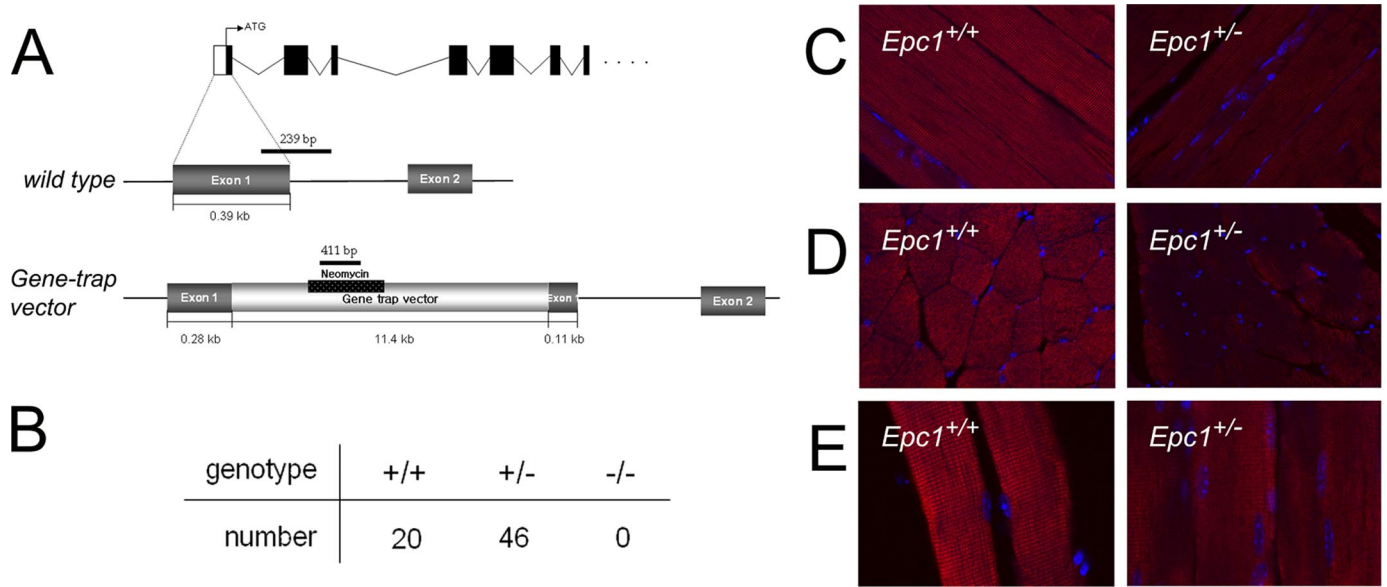 A
ATG
239 bp
wild type
Exon 1
Exon 2
0.39 kb
Gene-trap
vector
411 bp
Neomycin
Exon 1
Gene trap vector
Exon 1
Exon 2
0.28 kb
11.4 kb
0.11 kb
B
genotype +/+ +/- -/-
number 20 46 0
C
Epc1+/+
Epc1+/-
D
Epc1+/+
Epc1+/-
E
Epc1+/+
Epc1+/-